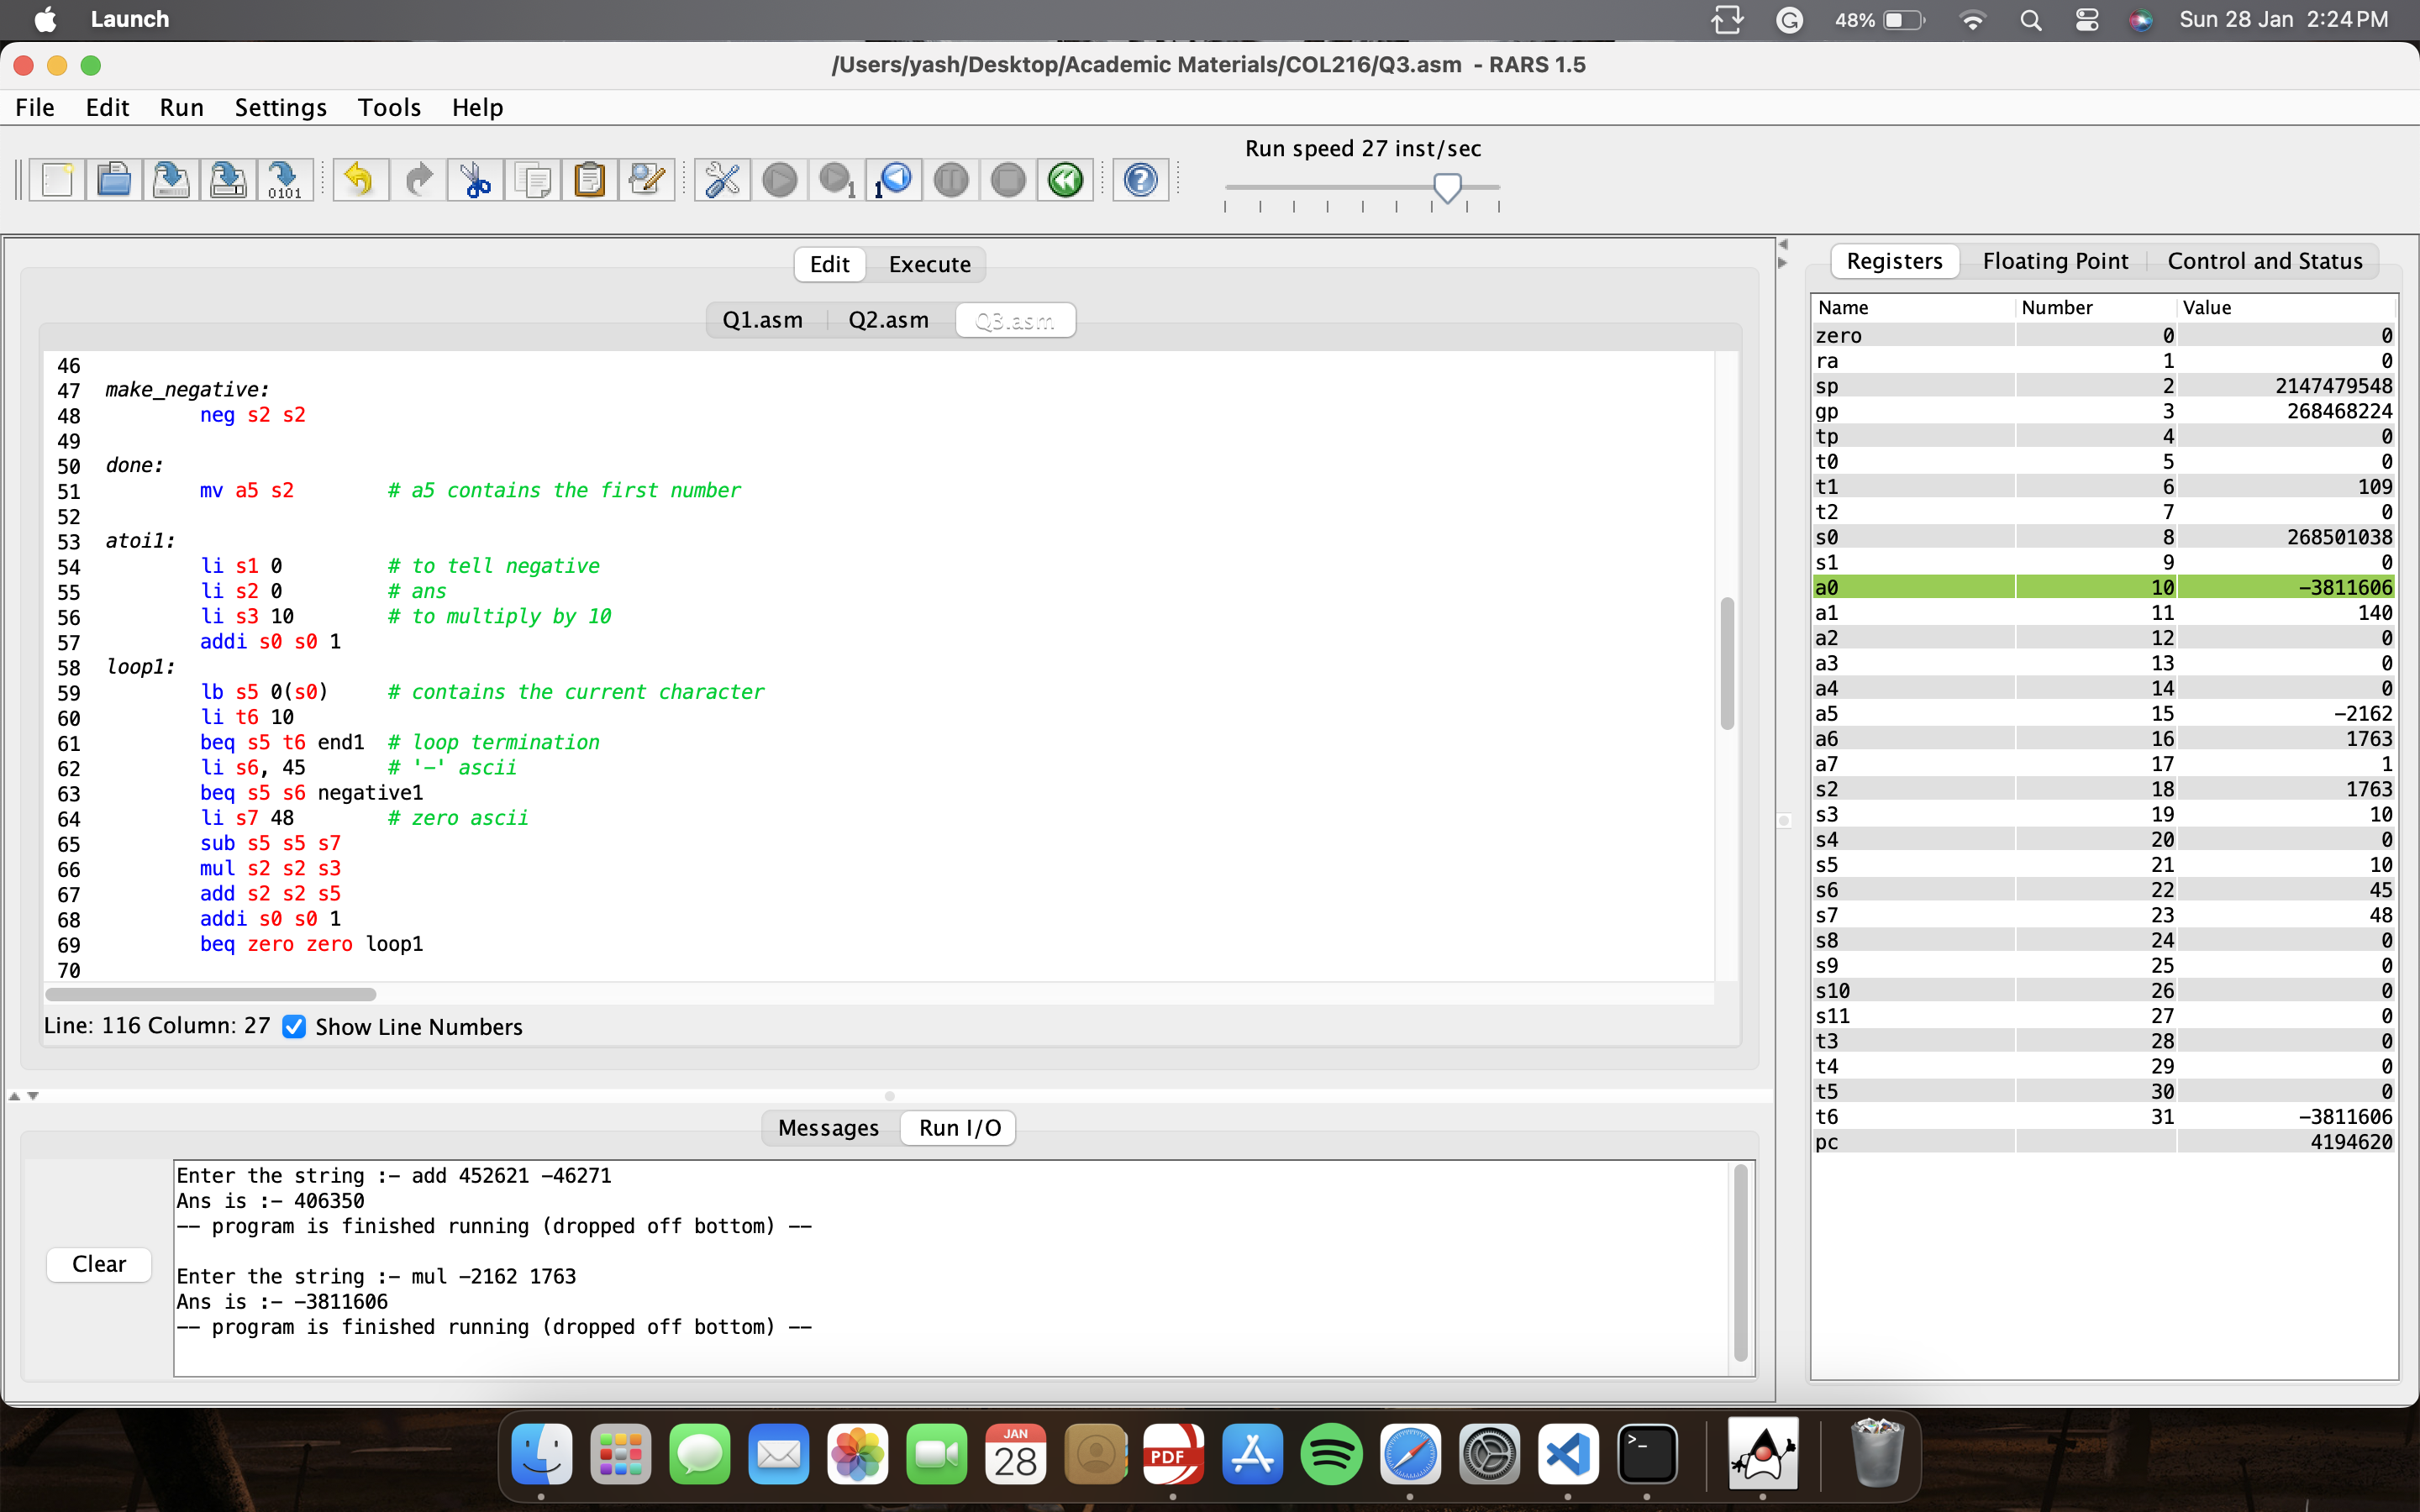 Launch
48%
Sun 28 Jan 2:24 PM
/Users/yash/Desktop/Academic Materials/COL216/Q3.asm - RARS 1.5
File Edit Run Settings Tools Help
Run speed 27 inst/sec
0101
1
1
Edit Execute
Q1.asm Q2.asm Q3.asm
46
47 make_negative:
48 neg s2 s2
49
50 done:
51 mv a5 s2 # a5 contains the first number
52
53 atoi1:
54 li s1 0 # to tell negative
55 li s2 0 # ans
56 li s3 10 # to multiply by 10
57 addi s0 s0 1
58 loop1:
59 lb s5 0(s0) # contains the current character
60 li t6 10
61 beq s5 t6 end1 # loop termination
62 li s6, 45 # '-' ascii
63 beq s5 s6 negative1
64 li s7 48 # zero ascii
65 sub s5 s5 s7
66 mul s2 s2 s3
67 add s2 s2 s5
68 addi s0 s0 1
69 beq zero zero loop1
70
Line: 116 Column: 27 Show Line Numbers
Messages Run I/O
Clear
Enter the string :- add 452621 -46271
Ans is :- 406350
-- program is finished running (dropped off bottom) --
Enter the string :- mul -2162 1763
Ans is :- -3811606
-- program is finished running (dropped off bottom) --
Registers Floating Point Control and Status
Name Number Value
zero 0 0
ra 1 0
sp 2 2147479548
gp 3 268468224
tp 4 0
t0 5 0
t1 6 109
t2 7 0
s0 8 268501038
s1 9 0
a0 10 -3811606
a1 11 140
a2 12 0
a3 13 0
a4 14 0
a5 15 -2162
a6 16 1763
a7 17 1
s2 18 1763
s3 19 10
s4 20 0
s5 21 10
s6 22 45
s7 23 48
s8 24 0
s9 25 0
s10 26 0
s11 27 0
t3 28 0
t4 29 0
t5 30 0
t6 31 -3811606
pc 4194620
JAN
28
PDF